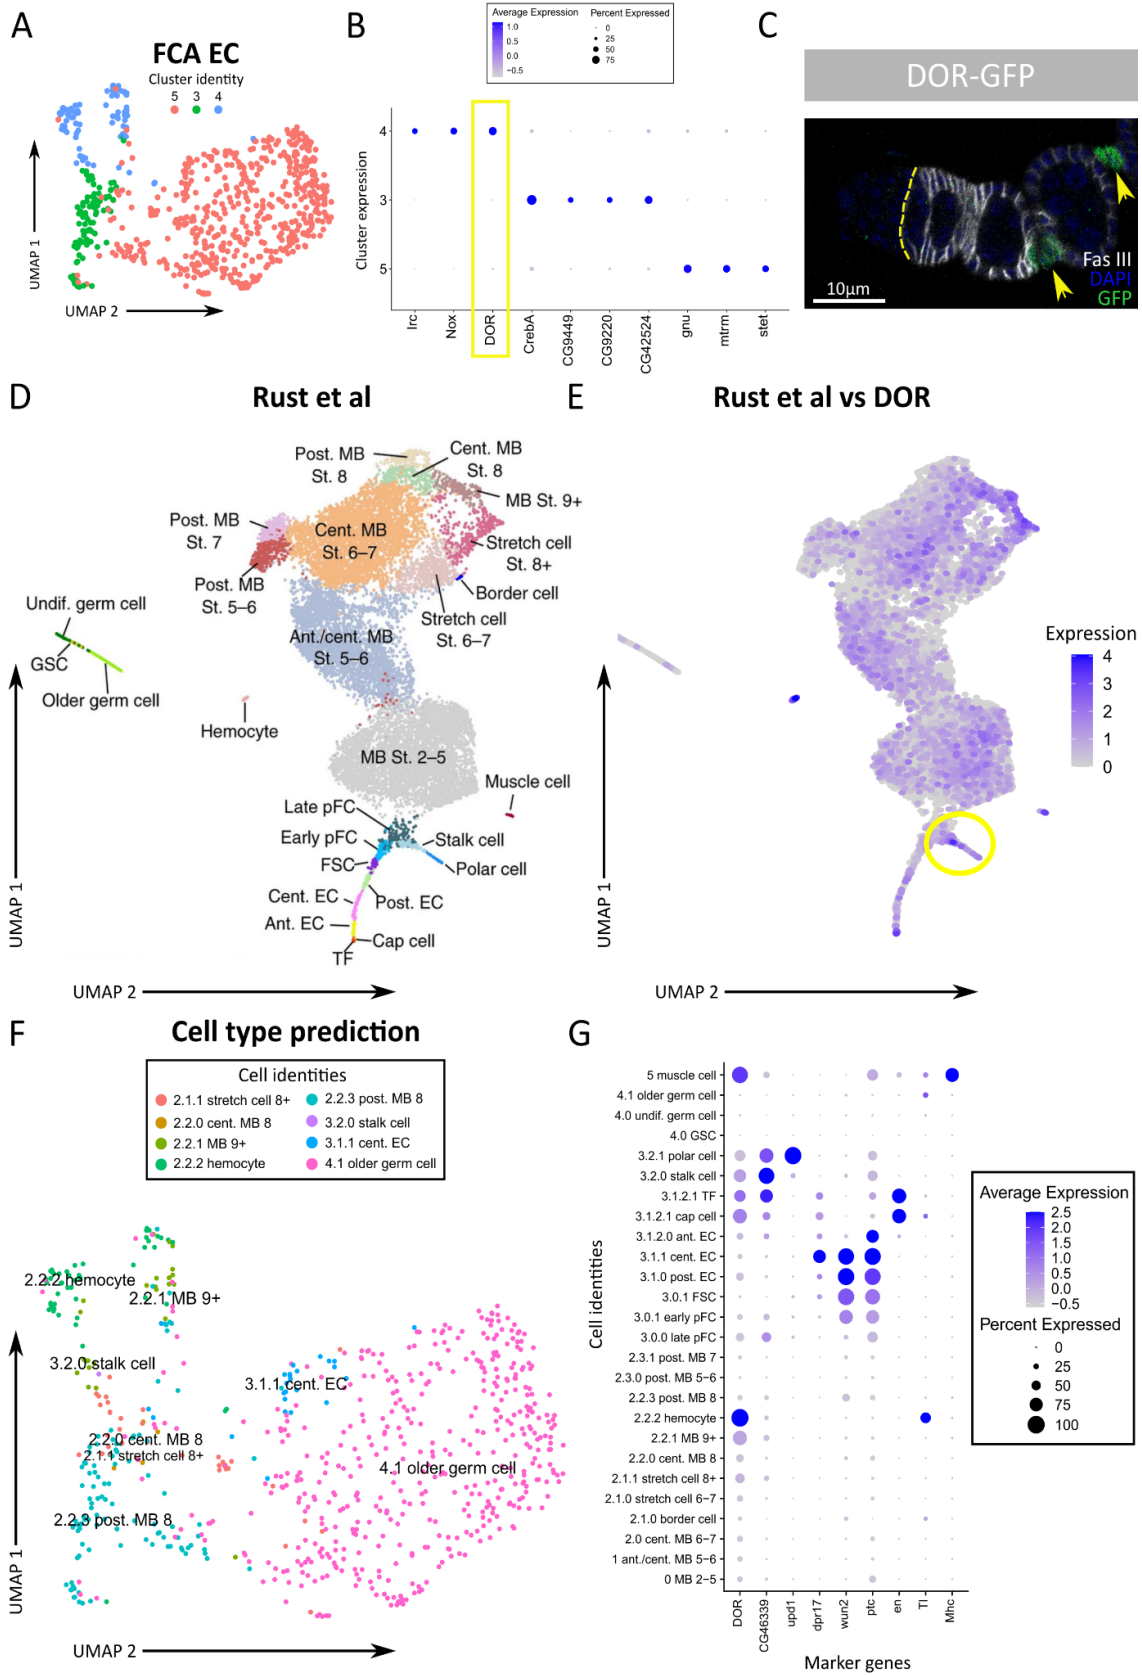 A
FCA EC
Cluster identity
5 3 4
UMAP 1
UMAP 2
B
Average Expression
1.0
0.5
0.0
−0.5
Percent Expressed
0
25
50
75
Cluster expression
4
3
5
Irc
Nox
DOR
CrebA
CG9449
CG9220
CG42524
gnu
mtrm
stet
C
DOR-GFP
10µm
Fas III
DAPI
GFP
D
Rust et al
Post. MB
St. 8
Cent. MB
St. 8
MB St. 9+
Post. MB
St. 7
Cent. MB
St. 6–7
Stretch cell
St. 8+
Post. MB
St. 5–6
Border cell
Stretch cell
St. 6–7
Undif. germ cell
GSC
Older germ cell
Ant./cent. MB
St. 5–6
Hemocyte
MB St. 2–5
Muscle cell
Late pFC
Early pFC
Stalk cell
FSC
Polar cell
Cent. EC
Post. EC
Ant. EC
Cap cell
TF
UMAP 1
UMAP 2
E
Rust et al vs DOR
Expression
4
3
2
1
0
UMAP 1
UMAP 2
F
Cell type prediction
Cell identities
2.1.1 stretch cell 8+
2.2.0 cent. MB 8
2.2.1 MB 9+
2.2.2 hemocyte
2.2.3 post. MB 8
3.2.0 stalk cell
3.1.1 cent. EC
4.1 older germ cell
2.2.2 hemocyte
2.2.1 MB 9+
3.2.0 stalk cell
3.1.1 cent. EC
2.2.0 cent. MB 8
2.1.1 stretch cell 8+
4.1 older germ cell
2.2.3 post. MB 8
UMAP 1
UMAP 2
G
Cell identities
5 muscle cell
4.1 older germ cell
4.0 undif. germ cell
4.0 GSC
3.2.1 polar cell
3.2.0 stalk cell
3.1.2.1 TF
3.1.2.1 cap cell
3.1.2.0 ant. EC
3.1.1 cent. EC
3.1.0 post. EC
3.0.1 FSC
3.0.1 early pFC
3.0.0 late pFC
2.3.1 post. MB 7
2.3.0 post. MB 5–6
2.2.3 post. MB 8
2.2.2 hemocyte
2.2.1 MB 9+
2.2.0 cent. MB 8
2.1.1 stretch cell 8+
2.1.0 stretch cell 6–7
2.1.0 border cell
2.0 cent. MB 6–7
1 ant./cent. MB 5–6
0 MB 2–5
DOR
CG46339
upd1
dpr17
wun2
ptc
en
Tl
Mhc
Marker genes
Average Expression
2.5
2.0
1.5
1.0
0.5
0.0
−0.5
Percent Expressed
0
25
50
75
100